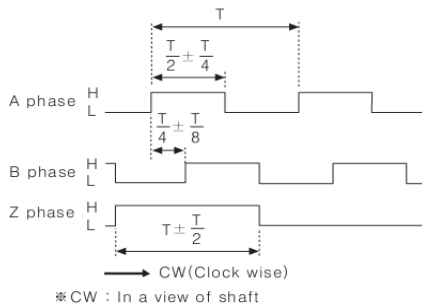 T
T/2 ± T/4
A phase H L
T/4 ± T/8
B phase H L
Z phase H L
T ± T/2
CW(Clock wise)
※CW : In a view of shaft